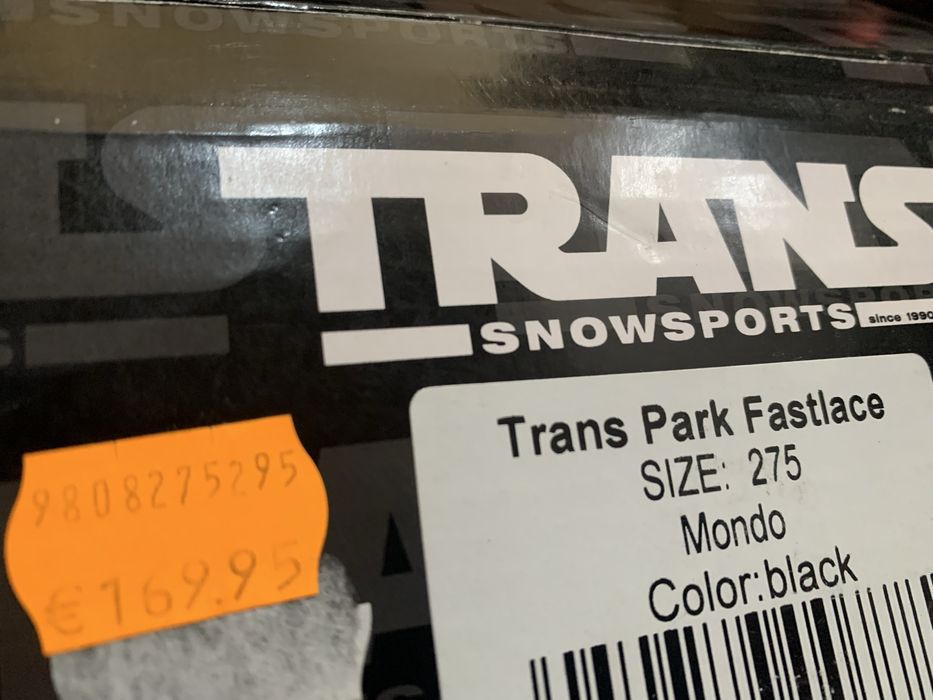 SNOWSPORTS
TRANS
SNOWSPORTS since 1990
Trans Park Fastlace
SIZE: 275
Mondo
Color:black
9808275295
€169.95